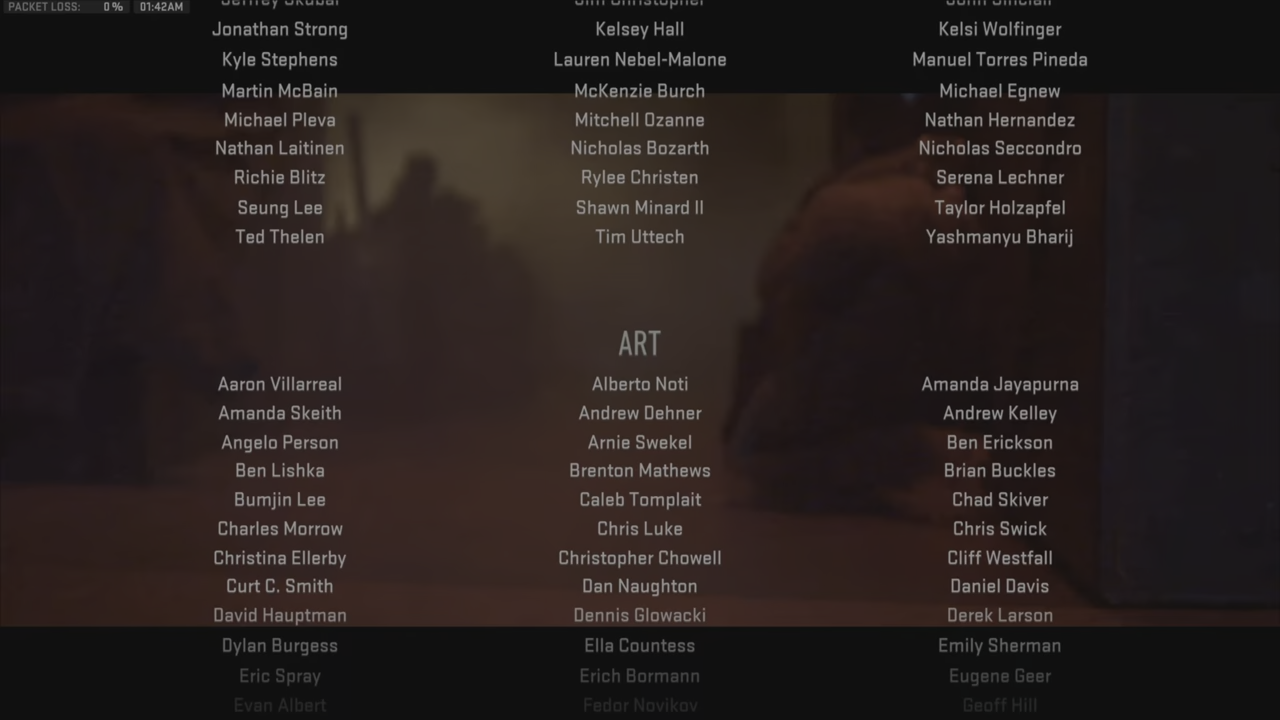 PACKET LOSS: 0 % 01:42AM
Jeffrey Skubal Jim Christopher John Sinclair
Jonathan Strong Kelsey Hall Kelsi Wolfinger
Kyle Stephens Lauren Nebel-Malone Manuel Torres Pineda
Martin McBain McKenzie Burch Michael Egnew
Michael Pleva Mitchell Ozanne Nathan Hernandez
Nathan Laitinen Nicholas Bozarth Nicholas Seccondro
Richie Blitz Rylee Christen Serena Lechner
Seung Lee Shawn Minard II Taylor Holzapfel
Ted Thelen Tim Uttech Yashmanyu Bharij
ART
Aaron Villarreal Alberto Noti Amanda Jayapurna
Amanda Skeith Andrew Dehner Andrew Kelley
Angelo Person Arnie Swekel Ben Erickson
Ben Lishka Brenton Mathews Brian Buckles
Bumjin Lee Caleb Tomplait Chad Skiver
Charles Morrow Chris Luke Chris Swick
Christina Ellerby Christopher Chowell Cliff Westfall
Curt C. Smith Dan Naughton Daniel Davis
David Hauptman Dennis Glowacki Derek Larson
Dylan Burgess Ella Countess Emily Sherman
Eric Spray Erich Bormann Eugene Geer
Evan Albert Fedor Novikov Geoff Hill